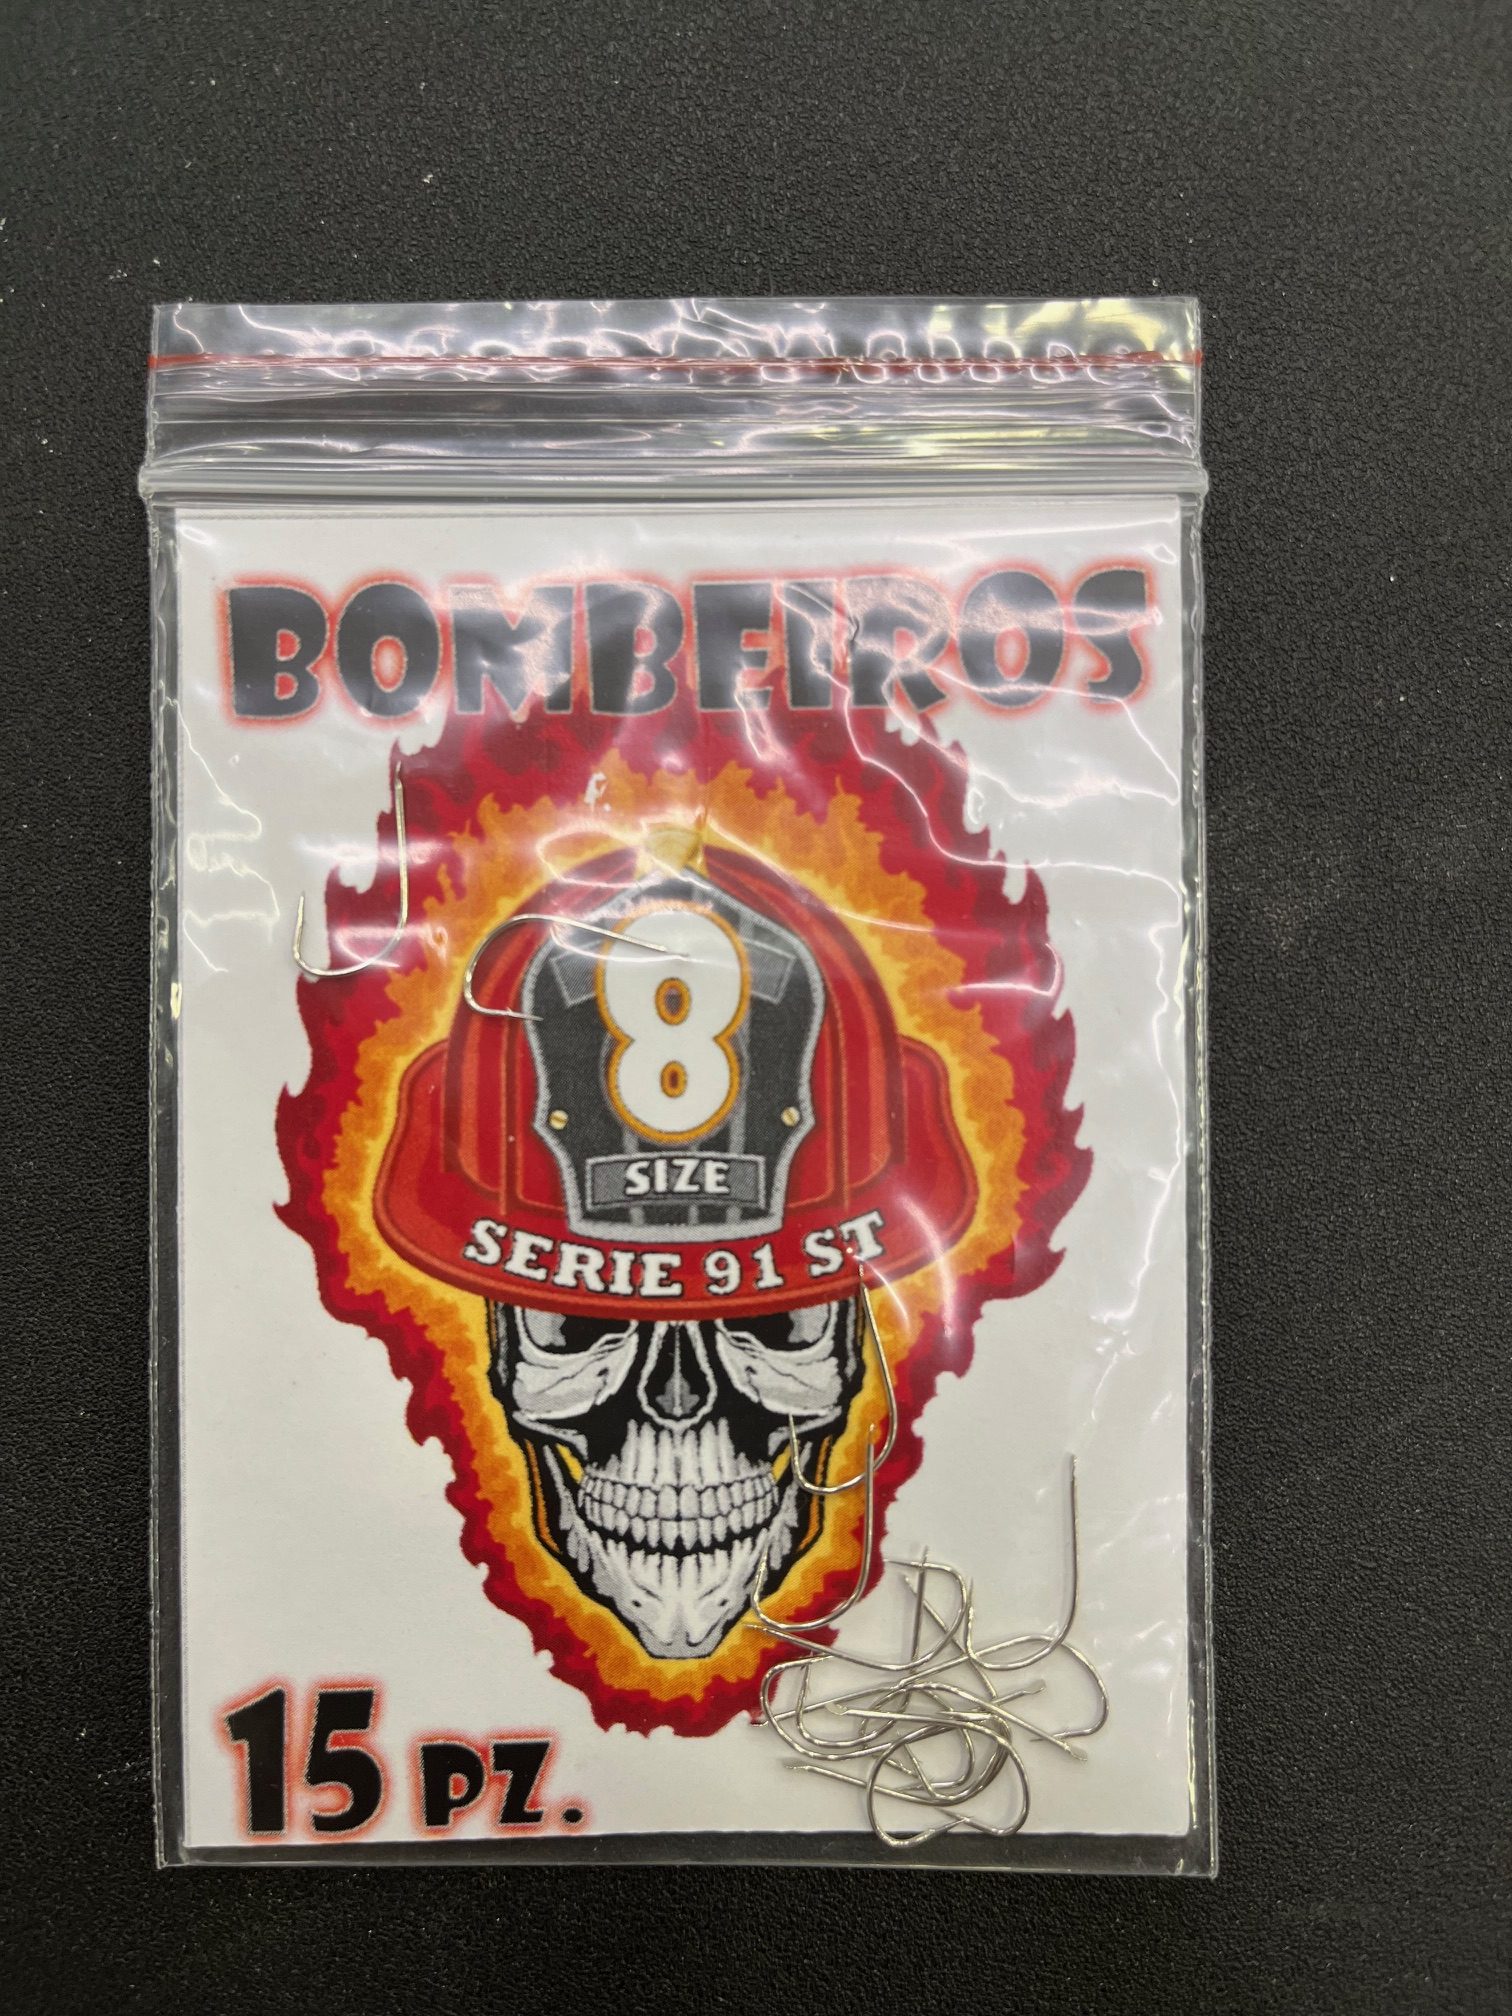 BOMBEIROS
8
SIZE
SERIE 91 ST
15 PZ.